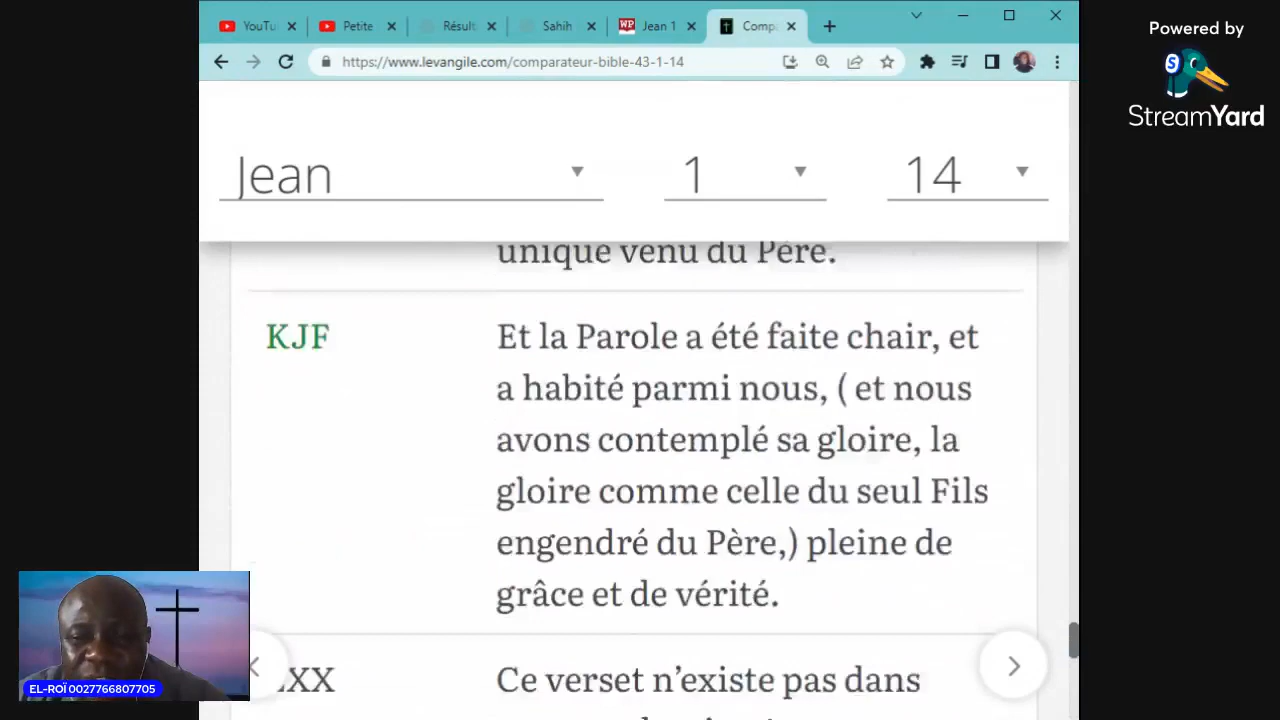 YouTu
Petite
Résult
Sahih
WP Jean 1
Comp
Powered by
https://www.levangile.com/comparateur-bible-43-1-14
S
StreamYard
Jean
1
14
unique venu du Père.
KJF
Et la Parole a été faite chair, et
a habité parmi nous, ( et nous
avons contemplé sa gloire, la
gloire comme celle du seul Fils
engendré du Père,) pleine de
grâce et de vérité.
XX
Ce verset n’existe pas dans
EL-ROÏ 0027766807705